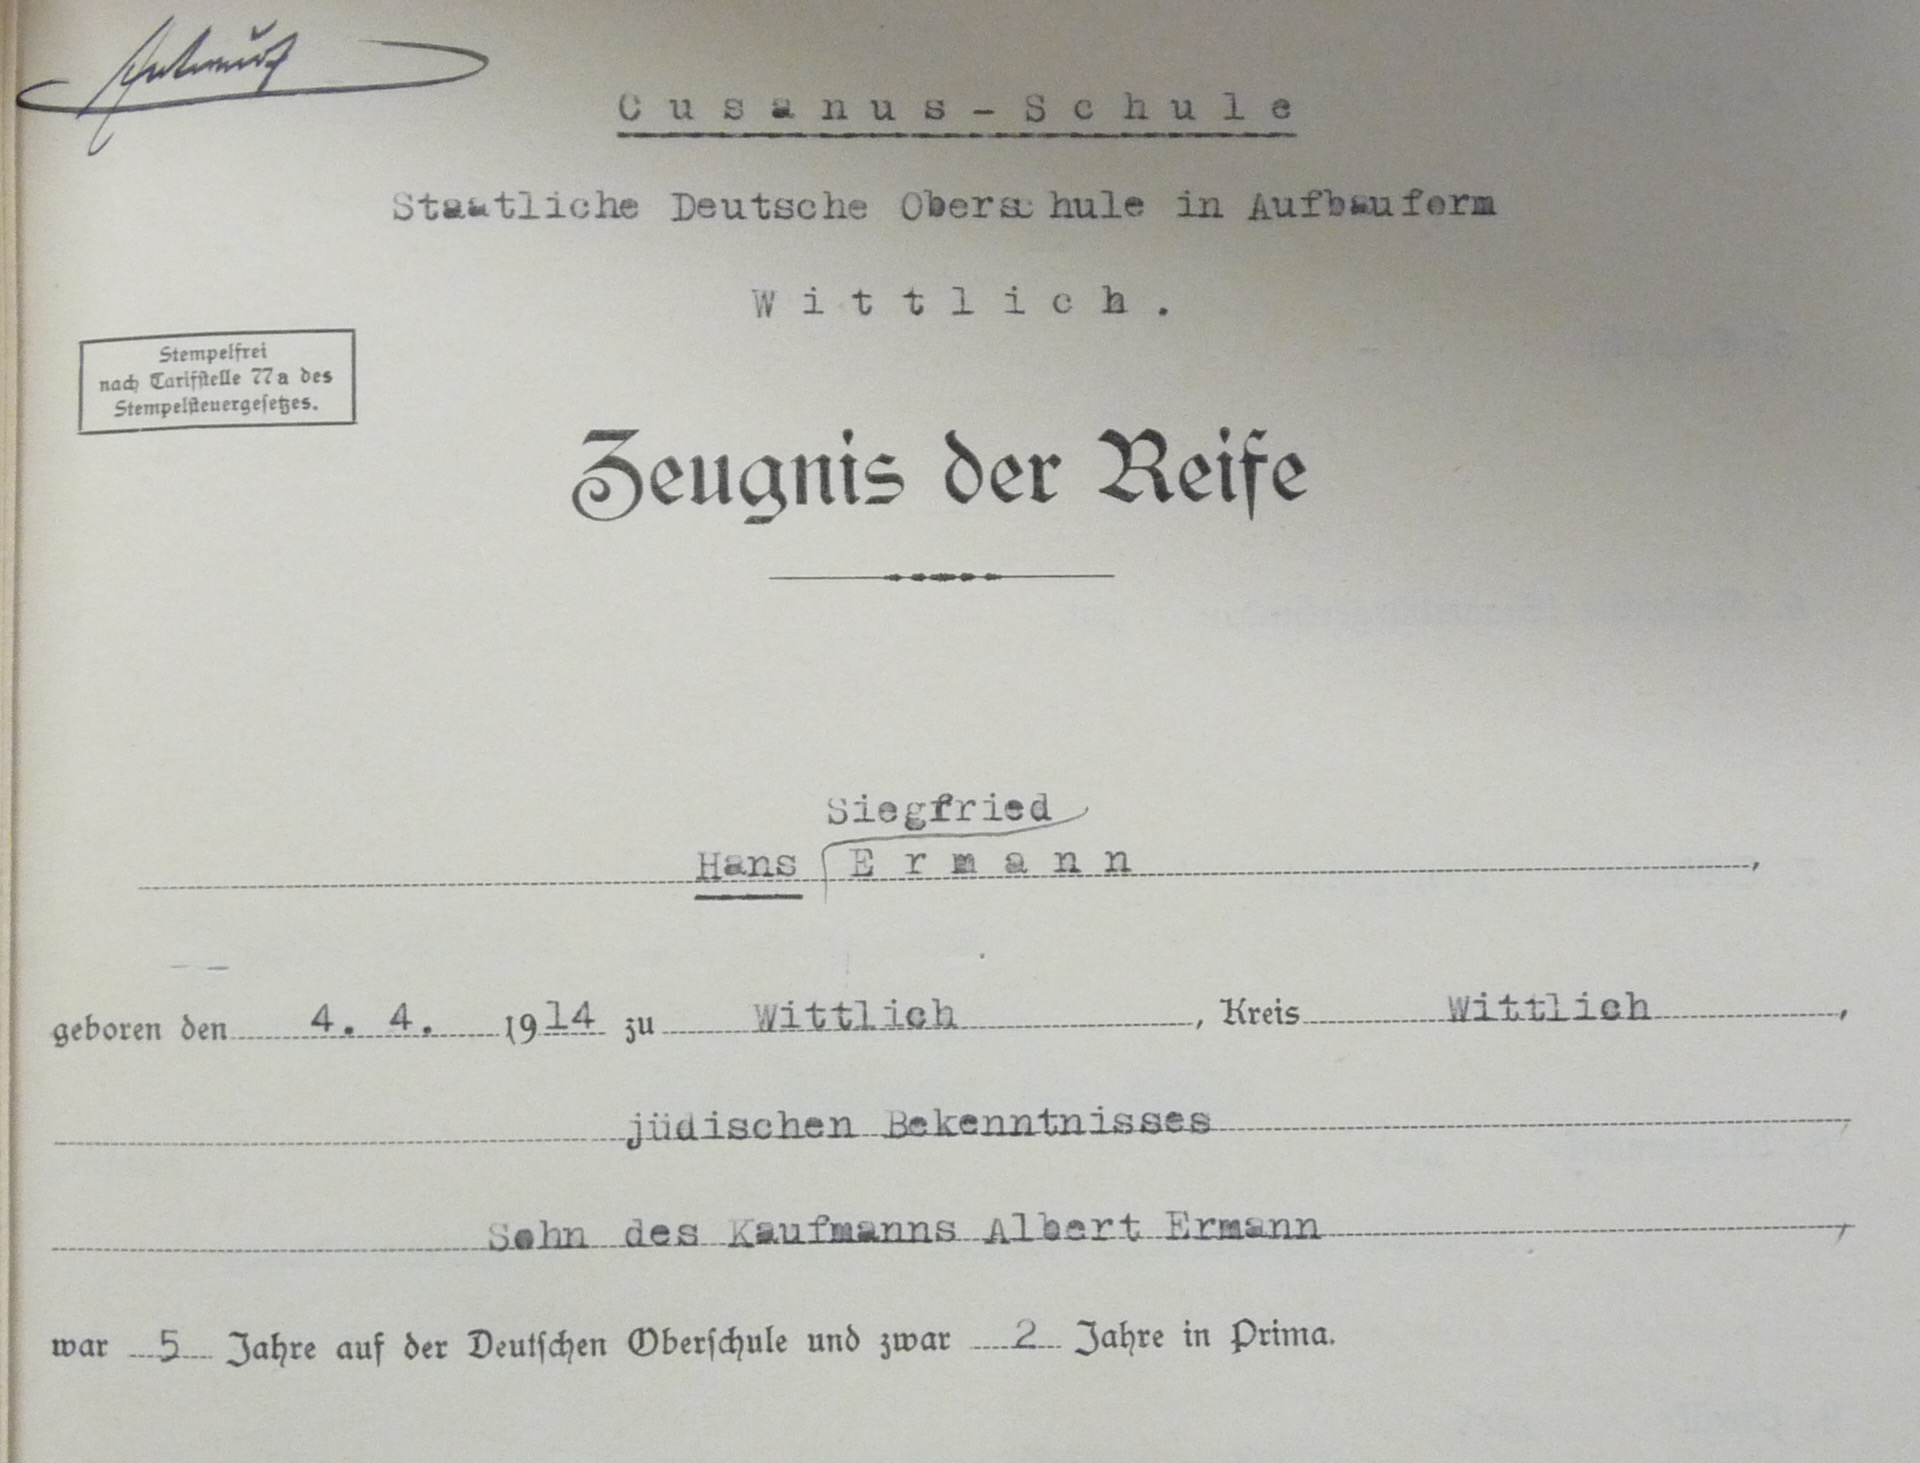 Entwurf
Cusanus-Schule
Staatliche Deutsche Oberschule in Aufbauform
Wittlich.
Stempelfrei
nach Tarifstelle 77a des
Stempelsteuergesetzes.
Zeugnis der Reife
Siegfried
Hans Ermann,
geboren den 4. 4. 1914 zu Wittlich, Kreis Wittlich,
jüdischen Bekenntnisses,
Sohn des Kaufmanns Albert Ermann,
war 5 Jahre auf der Deutschen Oberschule und zwar 2 Jahre in Prima.